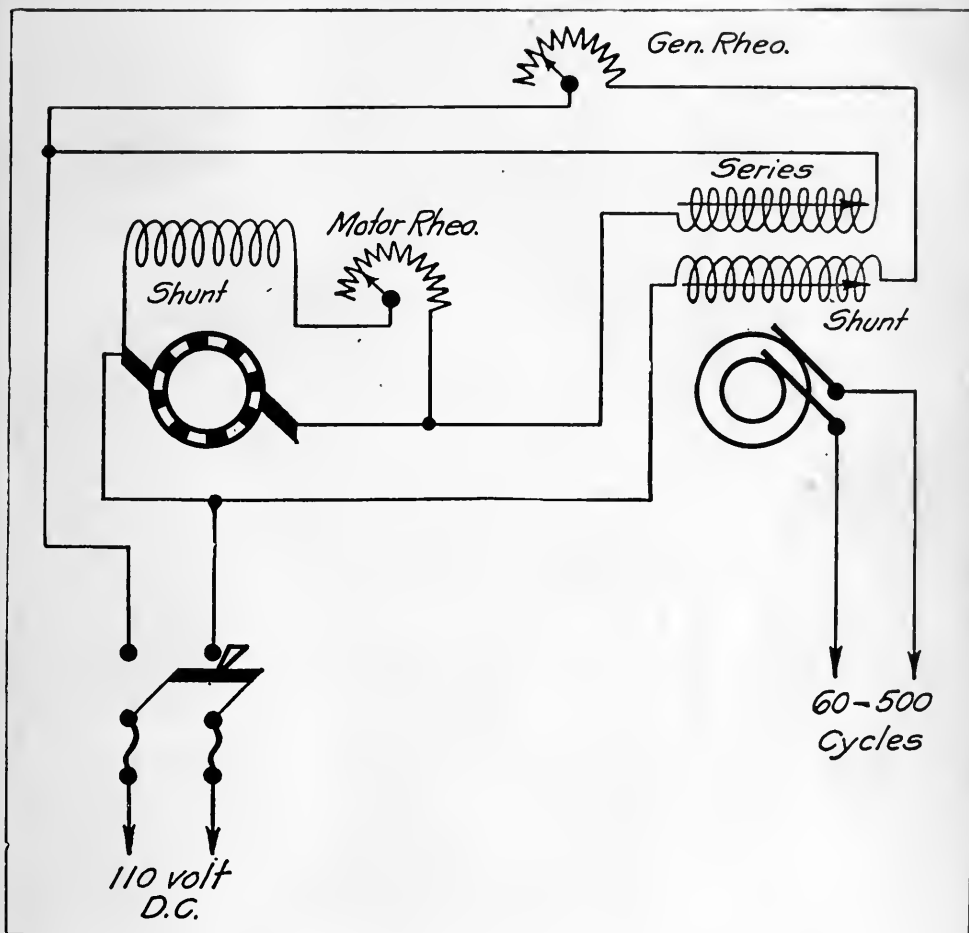 Gen. Rheo.
Series
Motor Rheo.
Shunt
Shunt
60-500
Cycles
110 volt
D.C.